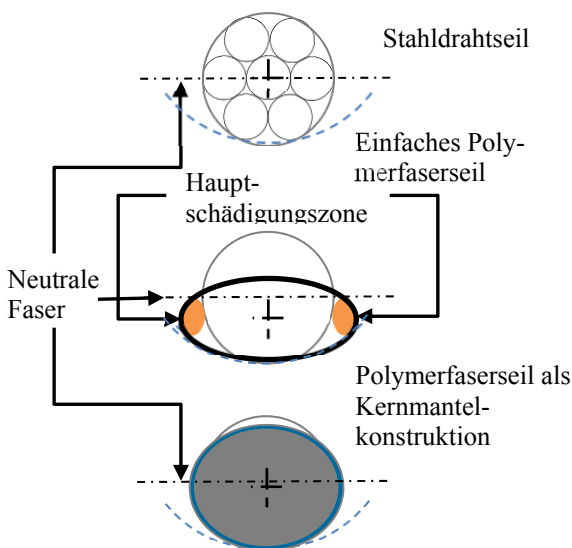 Stahldrahtseil
Einfaches Poly-
merfaserseil
Haupt-
schädigungszone
Neutrale
Faser
Polymerfaserseil als
Kernmantel-
konstruktion